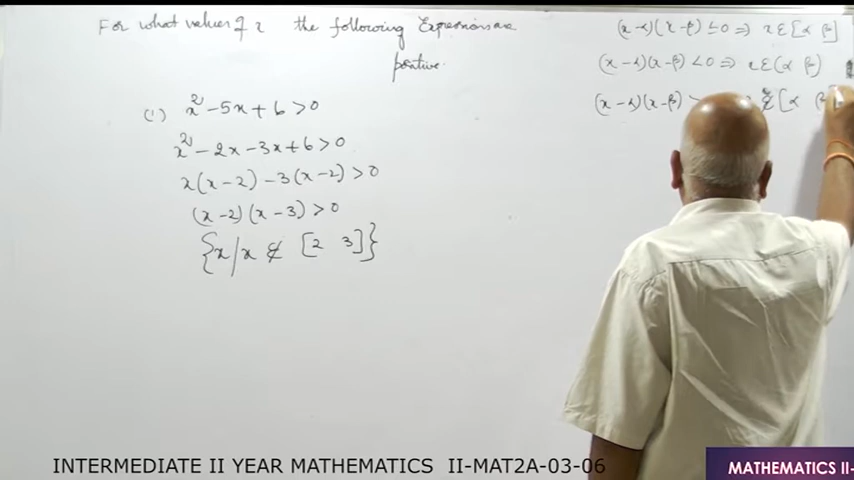 For what values of x the following Expressions are
positive.
(i) x² - 5x + 6 > 0
x² - 2x - 3x + 6 > 0
x(x - 2) - 3(x - 2) > 0
(x - 2)(x - 3) > 0
{x/x ∉ [2 3]}
(x - α)(x - β) ≤ 0 ⇒ x ∈ [α β]
(x - α)(x - β) < 0 ⇒ x ∈ (α β)
(x - α)(x - β) > ∉ [α β
INTERMEDIATE II YEAR MATHEMATICS II-MAT2A-03-06
MATHEMATICS II-